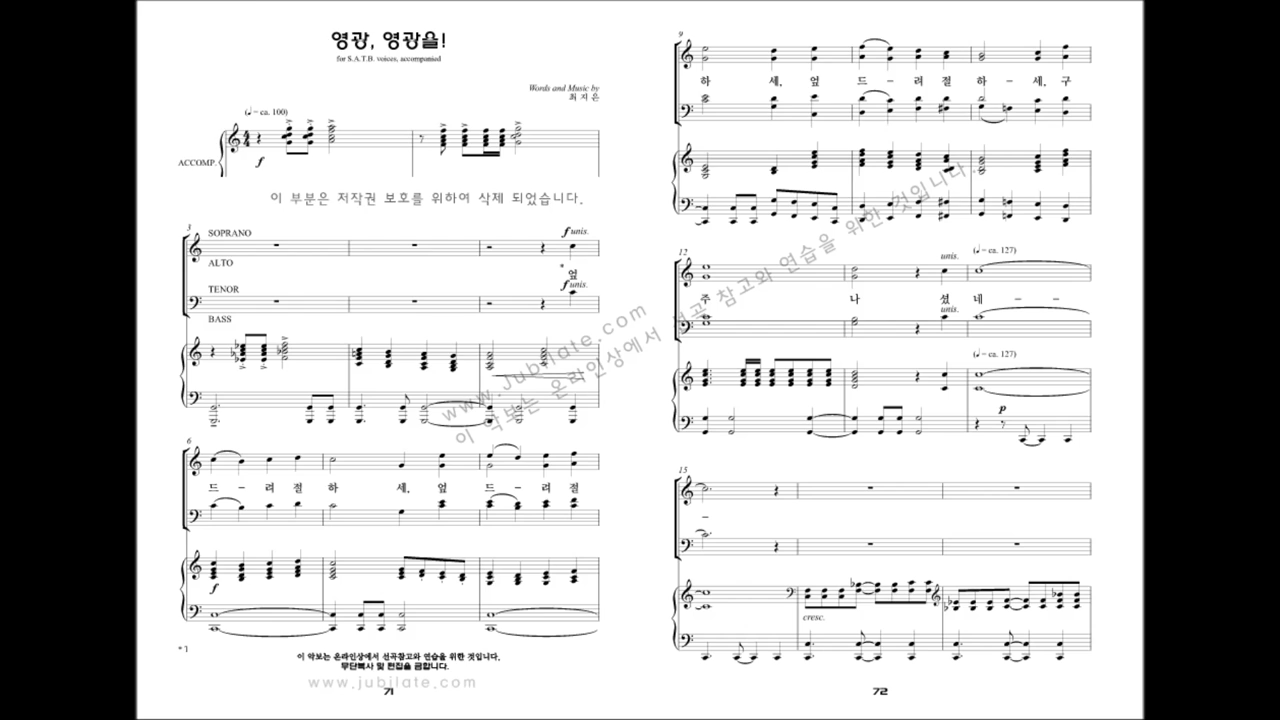 영광, 영광을!
for S.A.T.B. voices, accompanied
Words and Music by
최 지 은
(♩ = ca. 100)
ACCOMP.
f
이 부분은 저작권 보호를 위하여 삭제 되었습니다.
3
SOPRANO
f unis.
ALTO
* 엎
TENOR
f unis.
BASS
6
드 – 려 절 하 세, 엎 드 – 려 절
f
* 1
이 악보는 온라인상에서 선곡참고와 연습을 위한 것입니다.
무단복사 및 편집을 금합니다.
www.jubilate.com
71
9
하 세, 엎 드 – 려 절 하 – 세, 구
12
unis.
(♩ = ca. 127)
주 나 셨 네 – –
unis.
(♩ = ca. 127)
p
15
–
cresc.
72
www.jubilate.com
이 악보는 온라인상에서 선곡 참고와 연습을 위한 것입니다.